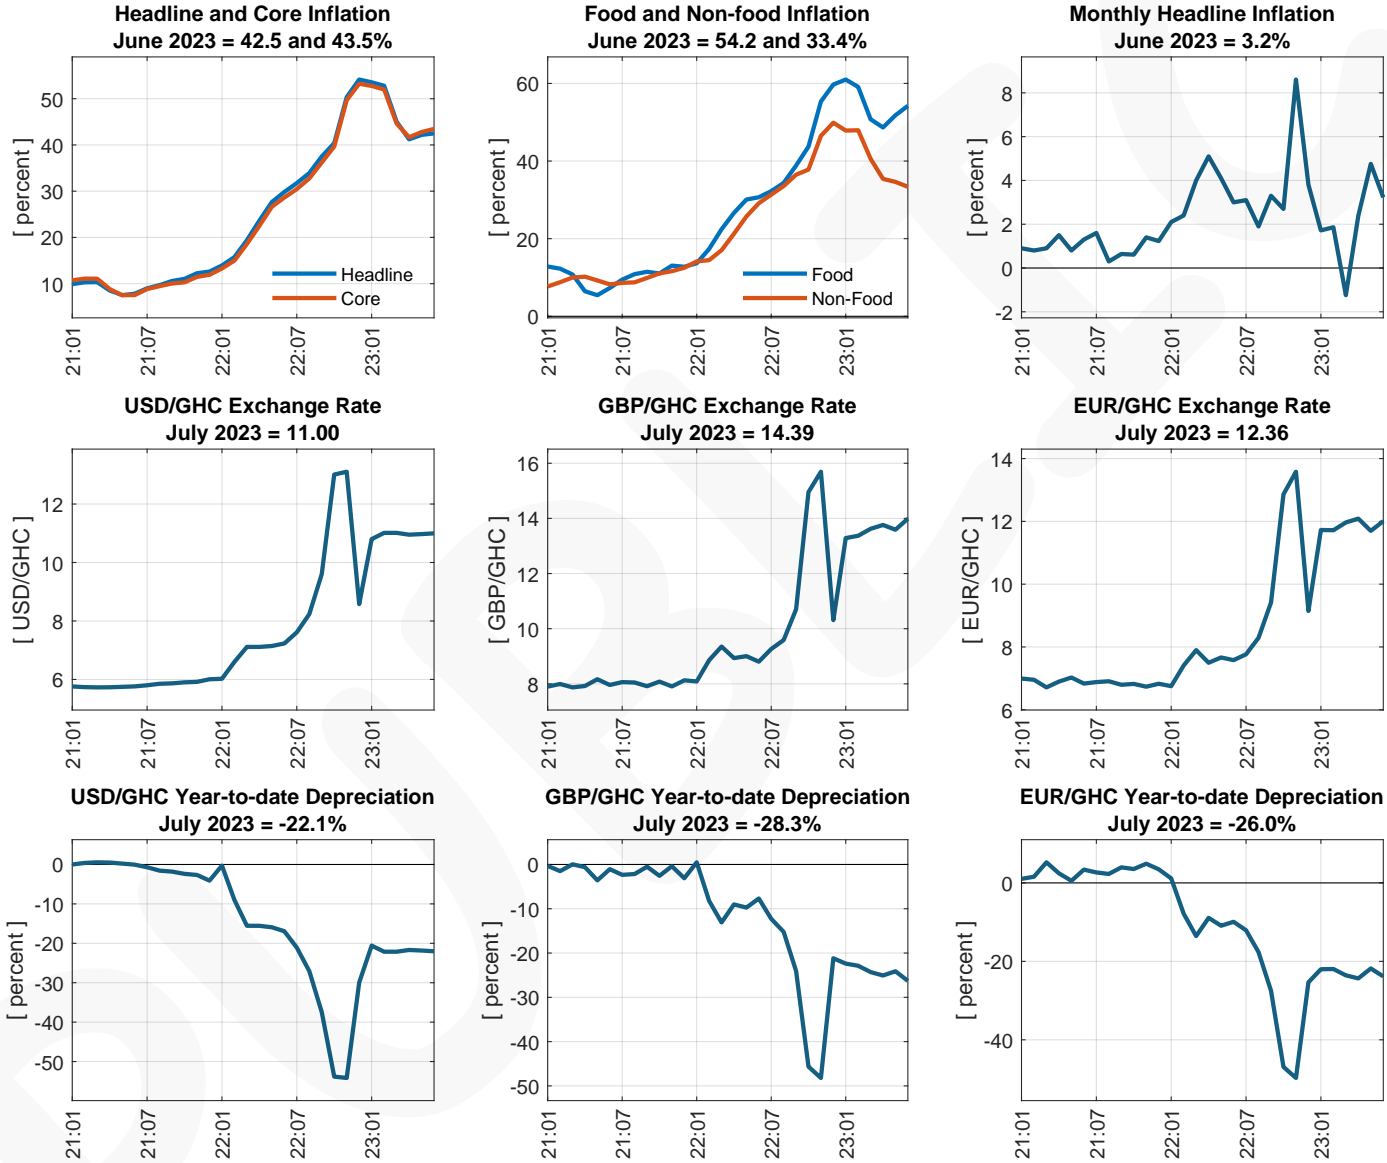 Headline and Core Inflation
June 2023 = 42.5 and 43.5%
[ percent ]
50
40
30
20
10
Headline
Core
21:01
21:07
22:01
22:07
23:01
Food and Non-food Inflation
June 2023 = 54.2 and 33.4%
[ percent ]
60
40
20
0
Food
Non-Food
21:01
21:07
22:01
22:07
23:01
Monthly Headline Inflation
June 2023 = 3.2%
[ percent ]
8
6
4
2
0
-2
21:01
21:07
22:01
22:07
23:01
USD/GHC Exchange Rate
July 2023 = 11.00
[ USD/GHC ]
12
10
8
6
21:01
21:07
22:01
22:07
23:01
GBP/GHC Exchange Rate
July 2023 = 14.39
[ GBP/GHC ]
16
14
12
10
8
21:01
21:07
22:01
22:07
23:01
EUR/GHC Exchange Rate
July 2023 = 12.36
[ EUR/GHC ]
14
12
10
8
6
21:01
21:07
22:01
22:07
23:01
USD/GHC Year-to-date Depreciation
July 2023 = -22.1%
[ percent ]
0
-10
-20
-30
-40
-50
21:01
21:07
22:01
22:07
23:01
GBP/GHC Year-to-date Depreciation
July 2023 = -28.3%
[ percent ]
0
-10
-20
-30
-40
-50
21:01
21:07
22:01
22:07
23:01
EUR/GHC Year-to-date Depreciation
July 2023 = -26.0%
[ percent ]
0
-20
-40
21:01
21:07
22:01
22:07
23:01